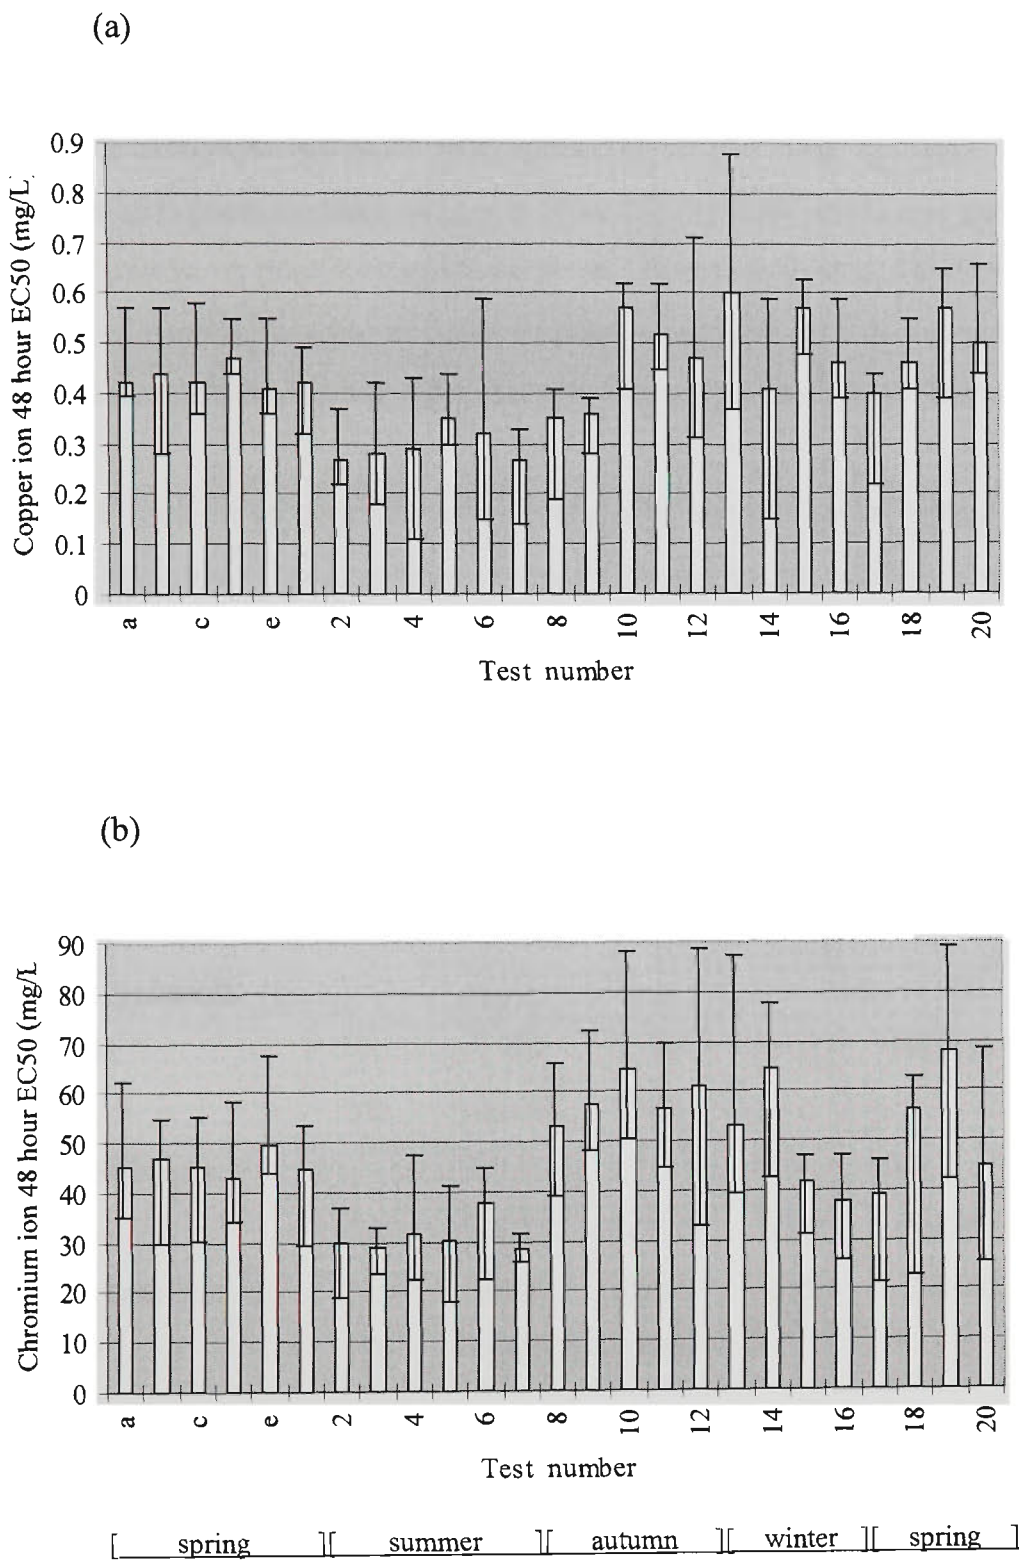 (a)
Copper ion 48 hour EC50 (mg/L)
0.9
0.8
0.7
0.6
0.5
0.4
0.3
0.2
0.1
0
a c e 2 4 6 8 10 12 14 16 18 20
Test number
(b)
Chromium ion 48 hour EC50 (mg/L
90
80
70
60
50
40
30
20
10
0
a c e 2 4 6 8 10 12 14 16 18 20
Test number
[ spring ][ summer ][ autumn ][ winter ][ spring ]